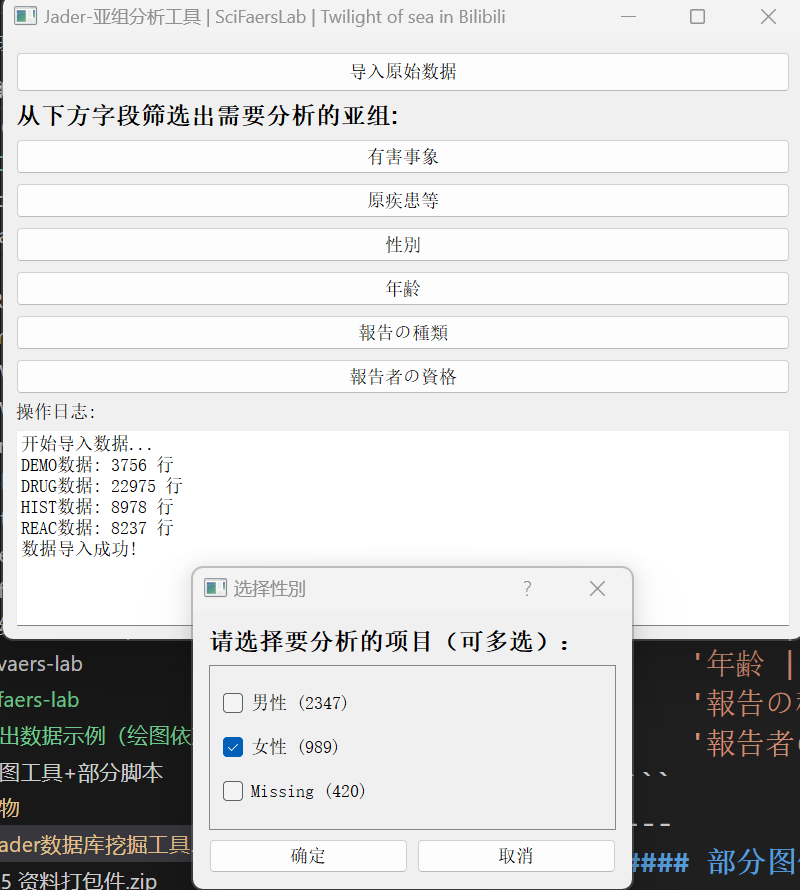 Jader-亚组分析工具 | SciFaersLab | Twilight of sea in Bilibili
导入原始数据
从下方字段筛选出需要分析的亚组:
有害事象
原疾患等
性別
年齢
報告の種類
報告者の資格
操作日志:
开始导入数据...
DEMO数据: 3756 行
DRUG数据: 22975 行
HIST数据: 8978 行
REAC数据: 8237 行
数据导入成功!
选择性別
?
请选择要分析的项目（可多选）:
男性 (2347)
女性 (989)
Missing (420)
确定
取消
vaers-lab
faers-lab
出数据示例（绘图依
图工具+部分脚本
物
ader数据库挖掘工具
5 资料打包件.zip
'年齢 |
'報告の
'報告者
``
---
#### 部分图